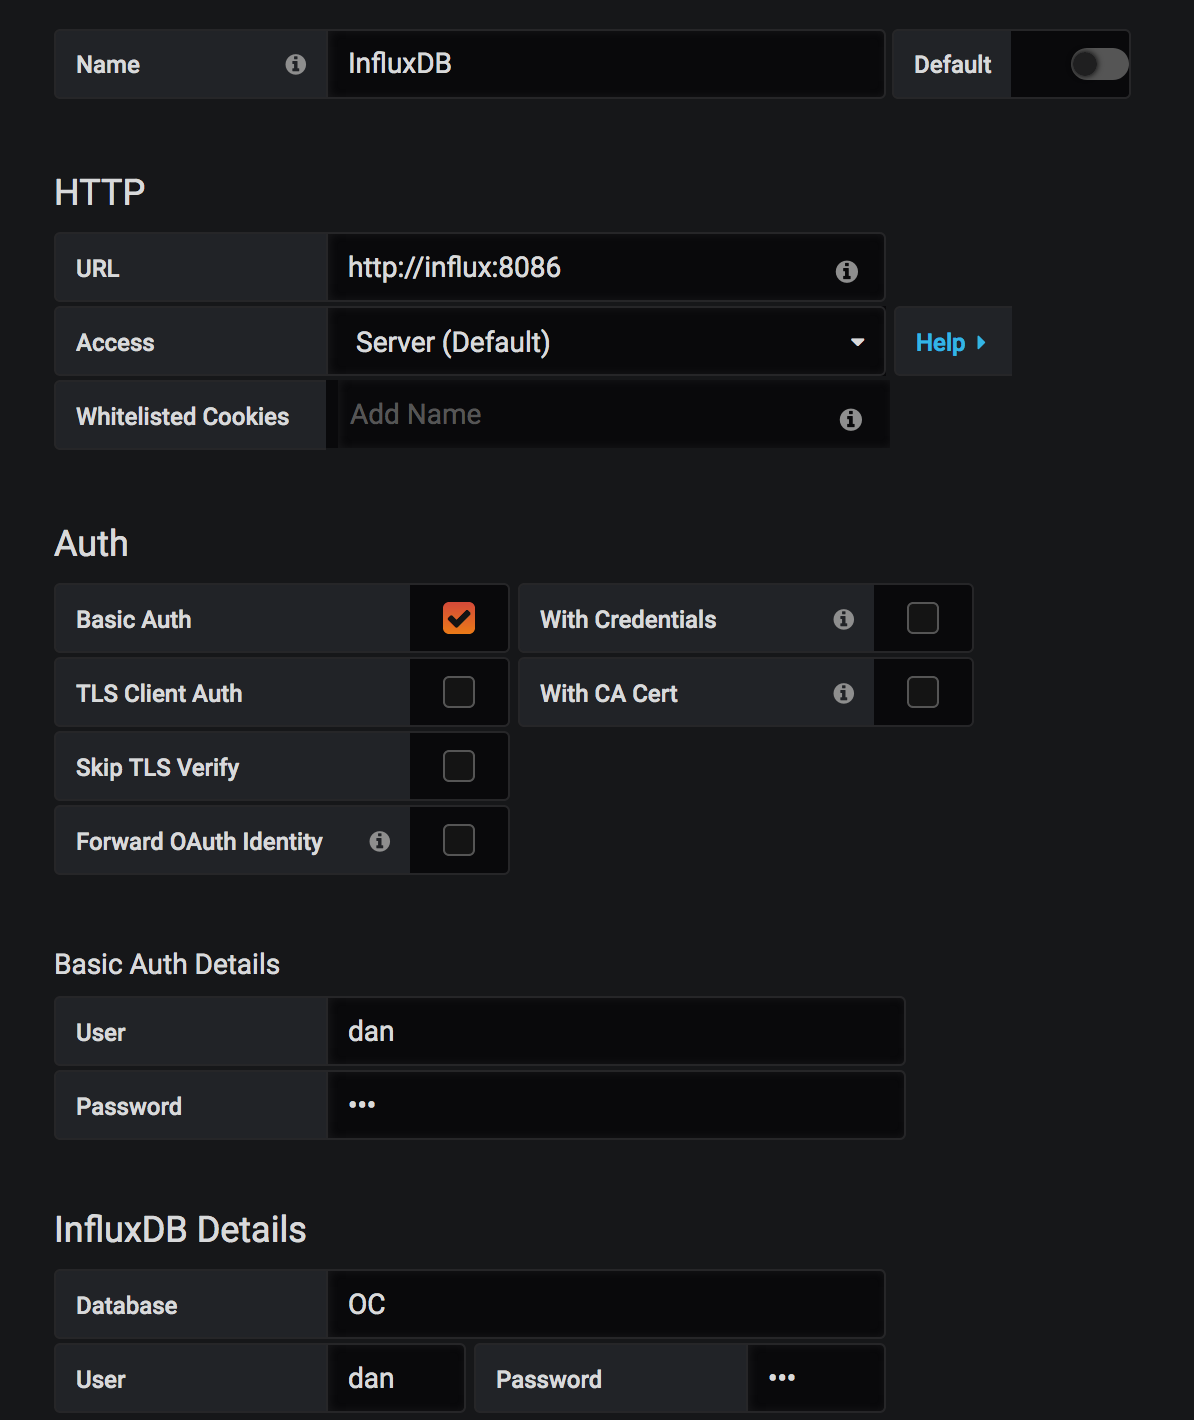 Name InfluxDB Default
HTTP
URL http://influx:8086
Access Server (Default) Help
Whitelisted Cookies Add Name
Auth
Basic Auth With Credentials
TLS Client Auth With CA Cert
Skip TLS Verify
Forward OAuth Identity
Basic Auth Details
User dan
Password •••
InfluxDB Details
Database OC
User dan Password •••